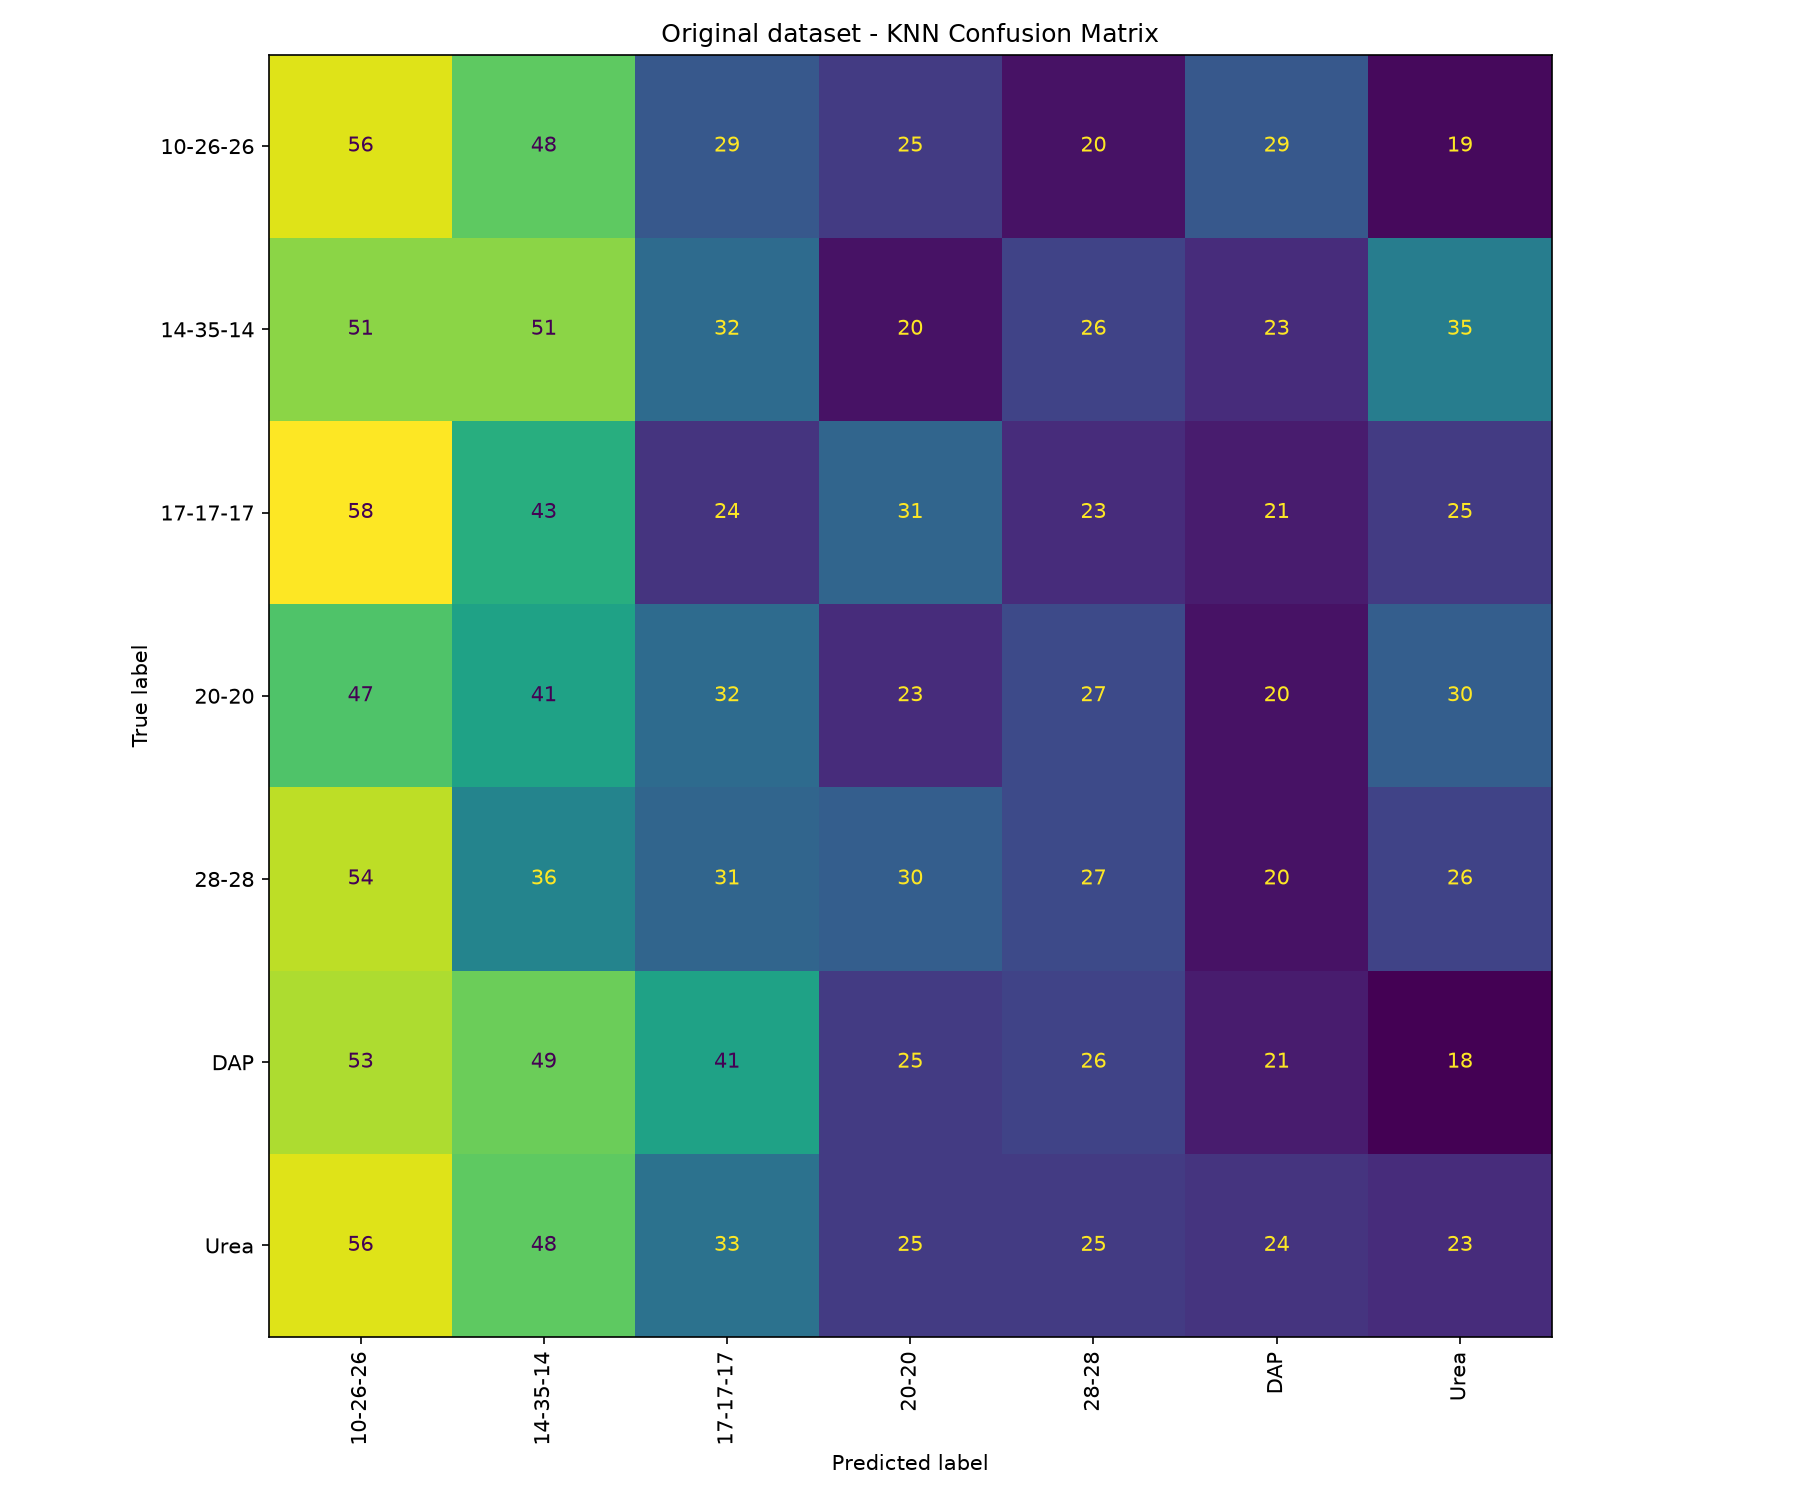 Original dataset - KNN Confusion Matrix
True label
10-26-26 56 48 29 25 20 29 19
14-35-14 51 51 32 20 26 23 35
17-17-17 58 43 24 31 23 21 25
20-20 47 41 32 23 27 20 30
28-28 54 36 31 30 27 20 26
DAP 53 49 41 25 26 21 18
Urea 56 48 33 25 25 24 23
10-26-26 14-35-14 17-17-17 20-20 28-28 DAP Urea
Predicted label